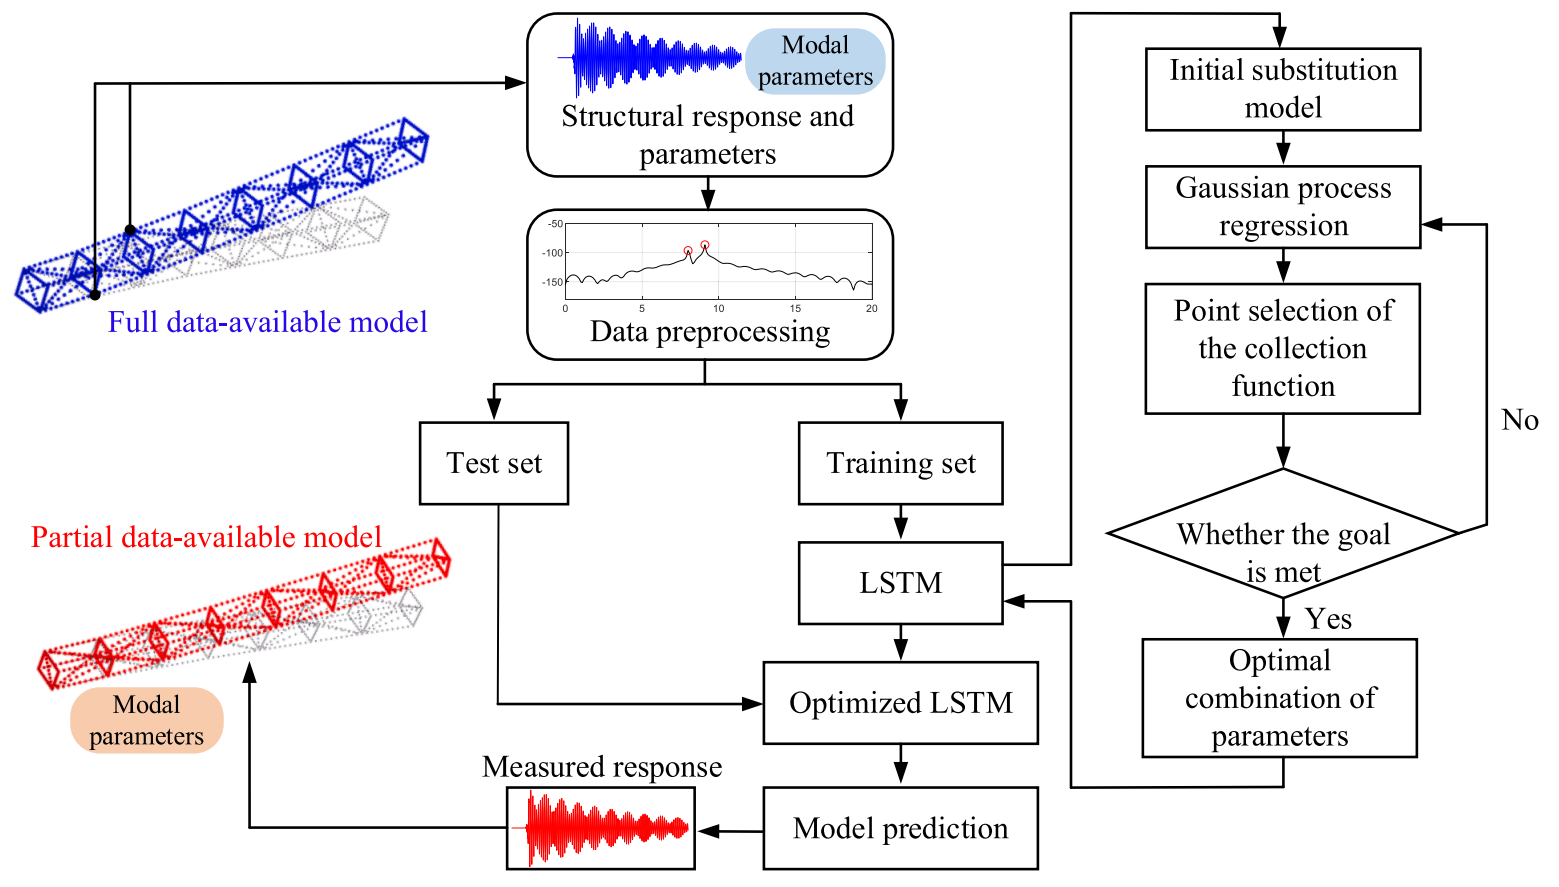 Modal
parameters
Structural response and
parameters
Full data-available model
-50
-100
-150
0
5
10
15
20
Data preprocessing
Test set
Training set
LSTM
Optimized LSTM
Model prediction
Measured response
Partial data-available model
Modal
parameters
Initial substitution
model
Gaussian process
regression
Point selection of
the collection
function
No
Whether the goal
is met
Yes
Optimal
combination of
parameters